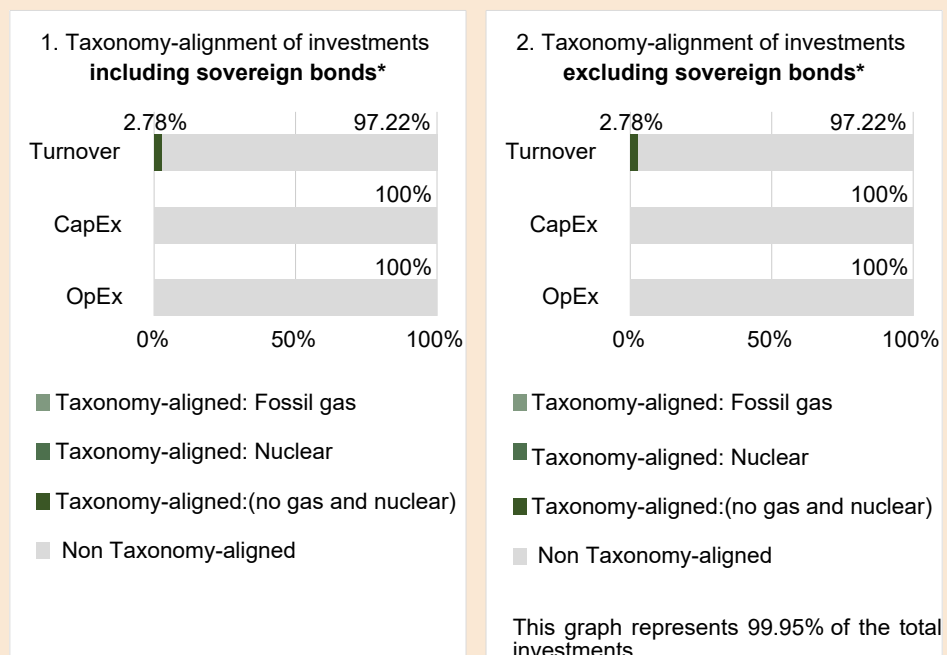 1. Taxonomy-alignment of investments
including sovereign bonds*
2.78% 97.22%
Turnover
100%
CapEx
100%
OpEx
0% 50% 100%
Taxonomy-aligned: Fossil gas
Taxonomy-aligned: Nuclear
Taxonomy-aligned:(no gas and nuclear)
Non Taxonomy-aligned
2. Taxonomy-alignment of investments
excluding sovereign bonds*
2.78% 97.22%
Turnover
100%
CapEx
100%
OpEx
0% 50% 100%
Taxonomy-aligned: Fossil gas
Taxonomy-aligned: Nuclear
Taxonomy-aligned:(no gas and nuclear)
Non Taxonomy-aligned
This graph represents 99.95% of the total
investments